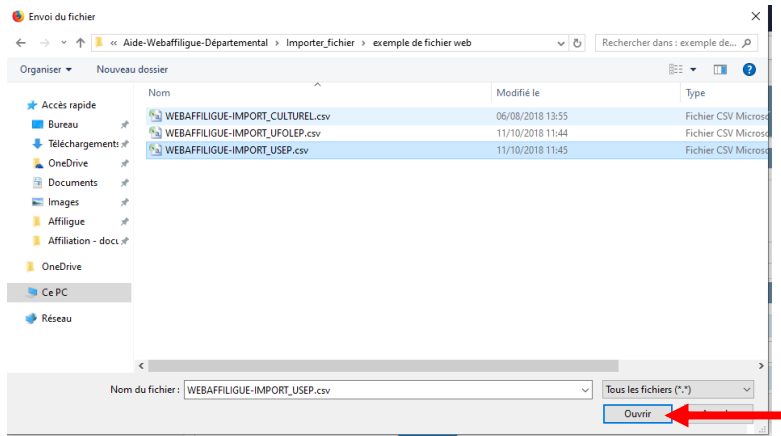 Envoi du fichier
« Aide-Webaffiligue-Départemental > Importer_fichier > exemple de fichier web
Rechercher dans : exemple de...
Organiser Nouveau dossier
Nom Modifié le Type
Accès rapide
Bureau
Téléchargements
OneDrive
Documents
Images
Affiligue
Affiliation - docu
OneDrive
Ce PC
Réseau
WEBAFFILIGUE-IMPORT_CULTUREL.csv 06/08/2018 13:55 Fichier CSV Microso
WEBAFFILIGUE-IMPORT_UFOLEP.csv 11/10/2018 11:44 Fichier CSV Microso
WEBAFFILIGUE-IMPORT_USEP.csv 11/10/2018 11:45 Fichier CSV Microso
Nom du fichier : WEBAFFILIGUE-IMPORT_USEP.csv Tous les fichiers (*.*)
Ouvrir